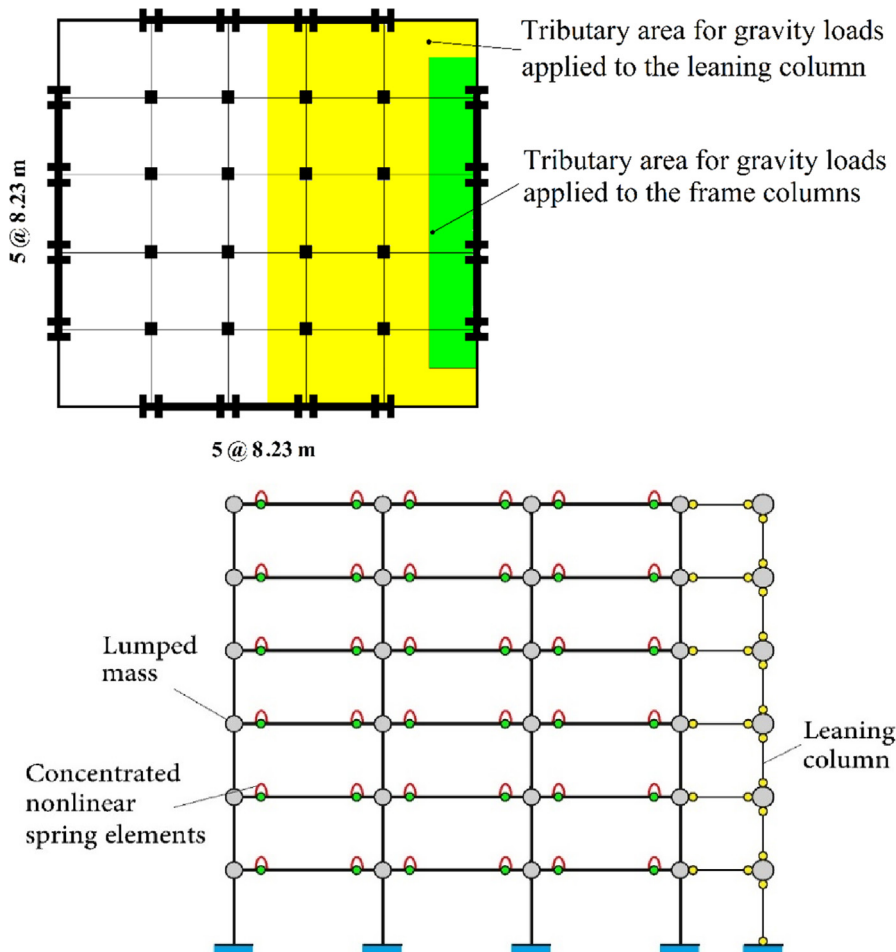 Tributary area for gravity loads
applied to the leaning column
Tributary area for gravity loads
applied to the frame columns
5 @ 8.23 m
5 @ 8.23 m
Lumped
mass
Concentrated
nonlinear
spring elements
Leaning
column